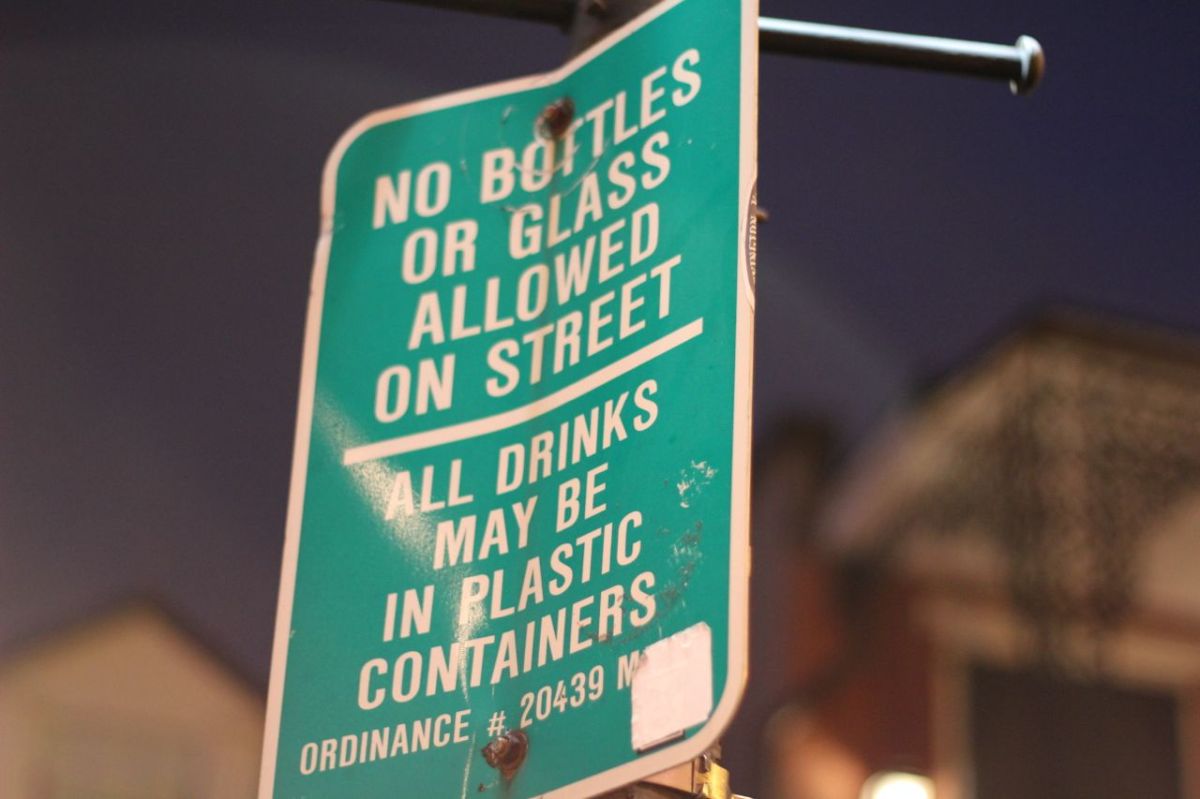 NO BOTTLES
OR GLASS
ALLOWED
ON STREET
ALL DRINKS
MAY BE
IN PLASTIC
CONTAINERS
ORDINANCE # 20439